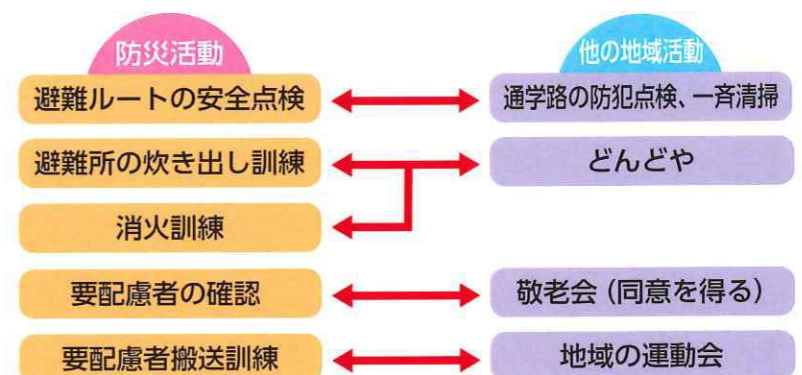 防災活動
他の地域活動
避難ルートの安全点検
通学路の防犯点検、一斉清掃
避難所の炊き出し訓練
どんどや
消火訓練
要配慮者の確認
敬老会（同意を得る）
要配慮者搬送訓練
地域の運動会